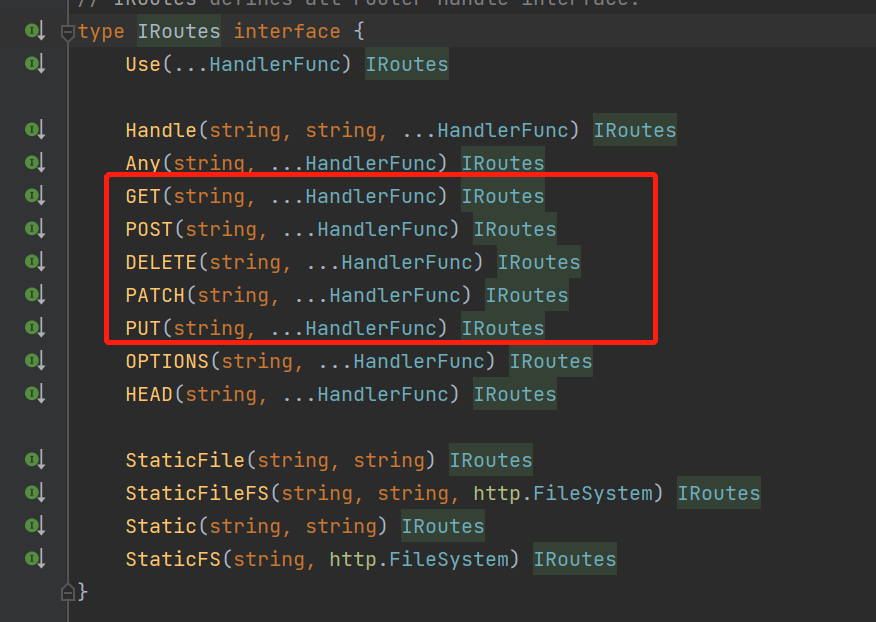 // IRoutes defines all router handle interface.
type IRoutes interface {
Use(...HandlerFunc) IRoutes
Handle(string, string, ...HandlerFunc) IRoutes
Any(string, ...HandlerFunc) IRoutes
GET(string, ...HandlerFunc) IRoutes
POST(string, ...HandlerFunc) IRoutes
DELETE(string, ...HandlerFunc) IRoutes
PATCH(string, ...HandlerFunc) IRoutes
PUT(string, ...HandlerFunc) IRoutes
OPTIONS(string, ...HandlerFunc) IRoutes
HEAD(string, ...HandlerFunc) IRoutes
StaticFile(string, string) IRoutes
StaticFileFS(string, string, http.FileSystem) IRoutes
Static(string, string) IRoutes
StaticFS(string, http.FileSystem) IRoutes
}